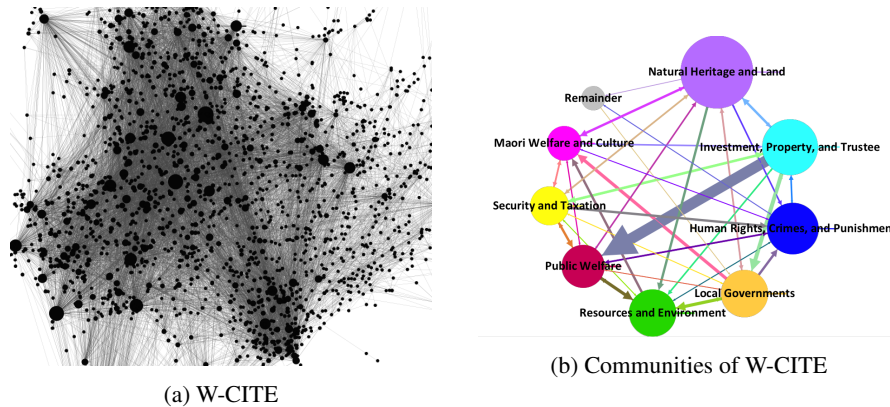 Natural Heritage and Land
Remainder
Maori Welfare and Culture
Investment, Property, and Trustee
Security and Taxation
Human Rights, Crimes, and Punishmen
Public Welfare
Local Governments
Resources and Environment
(a) W-CITE
(b) Communities of W-CITE